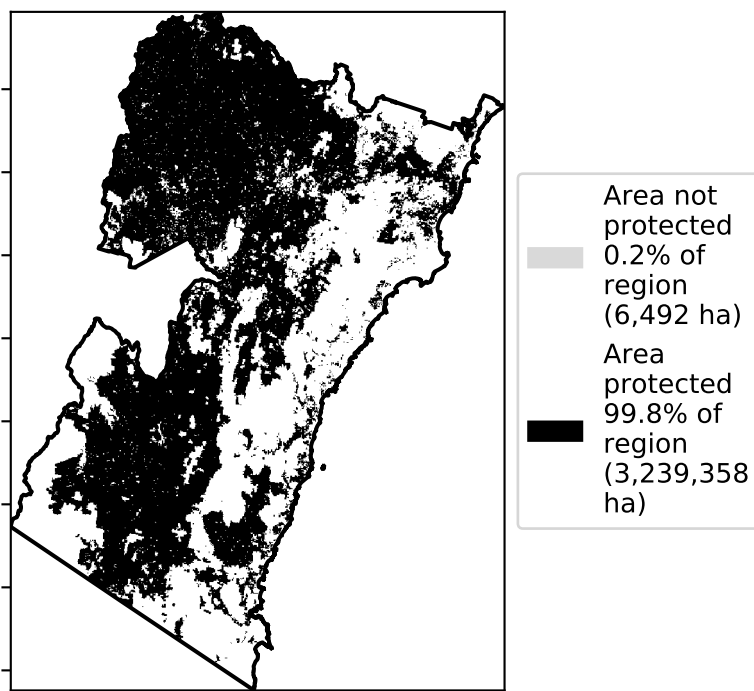 Area not
protected
0.2% of
region
(6,492 ha)
Area
protected
99.8% of
region
(3,239,358
ha)